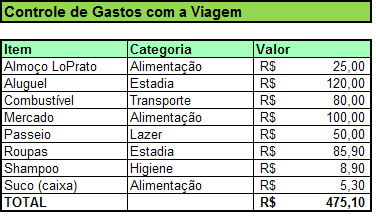 Controle de Gastos com a Viagem
Item Categoria Valor
Almoço LoPrato Alimentação R$ 25,00
Aluguel Estadia R$ 120,00
Combustível Transporte R$ 80,00
Mercado Alimentação R$ 100,00
Passeio Lazer R$ 50,00
Roupas Estadia R$ 85,90
Shampoo Higiene R$ 8,90
Suco (caixa) Alimentação R$ 5,30
TOTAL R$ 475,10